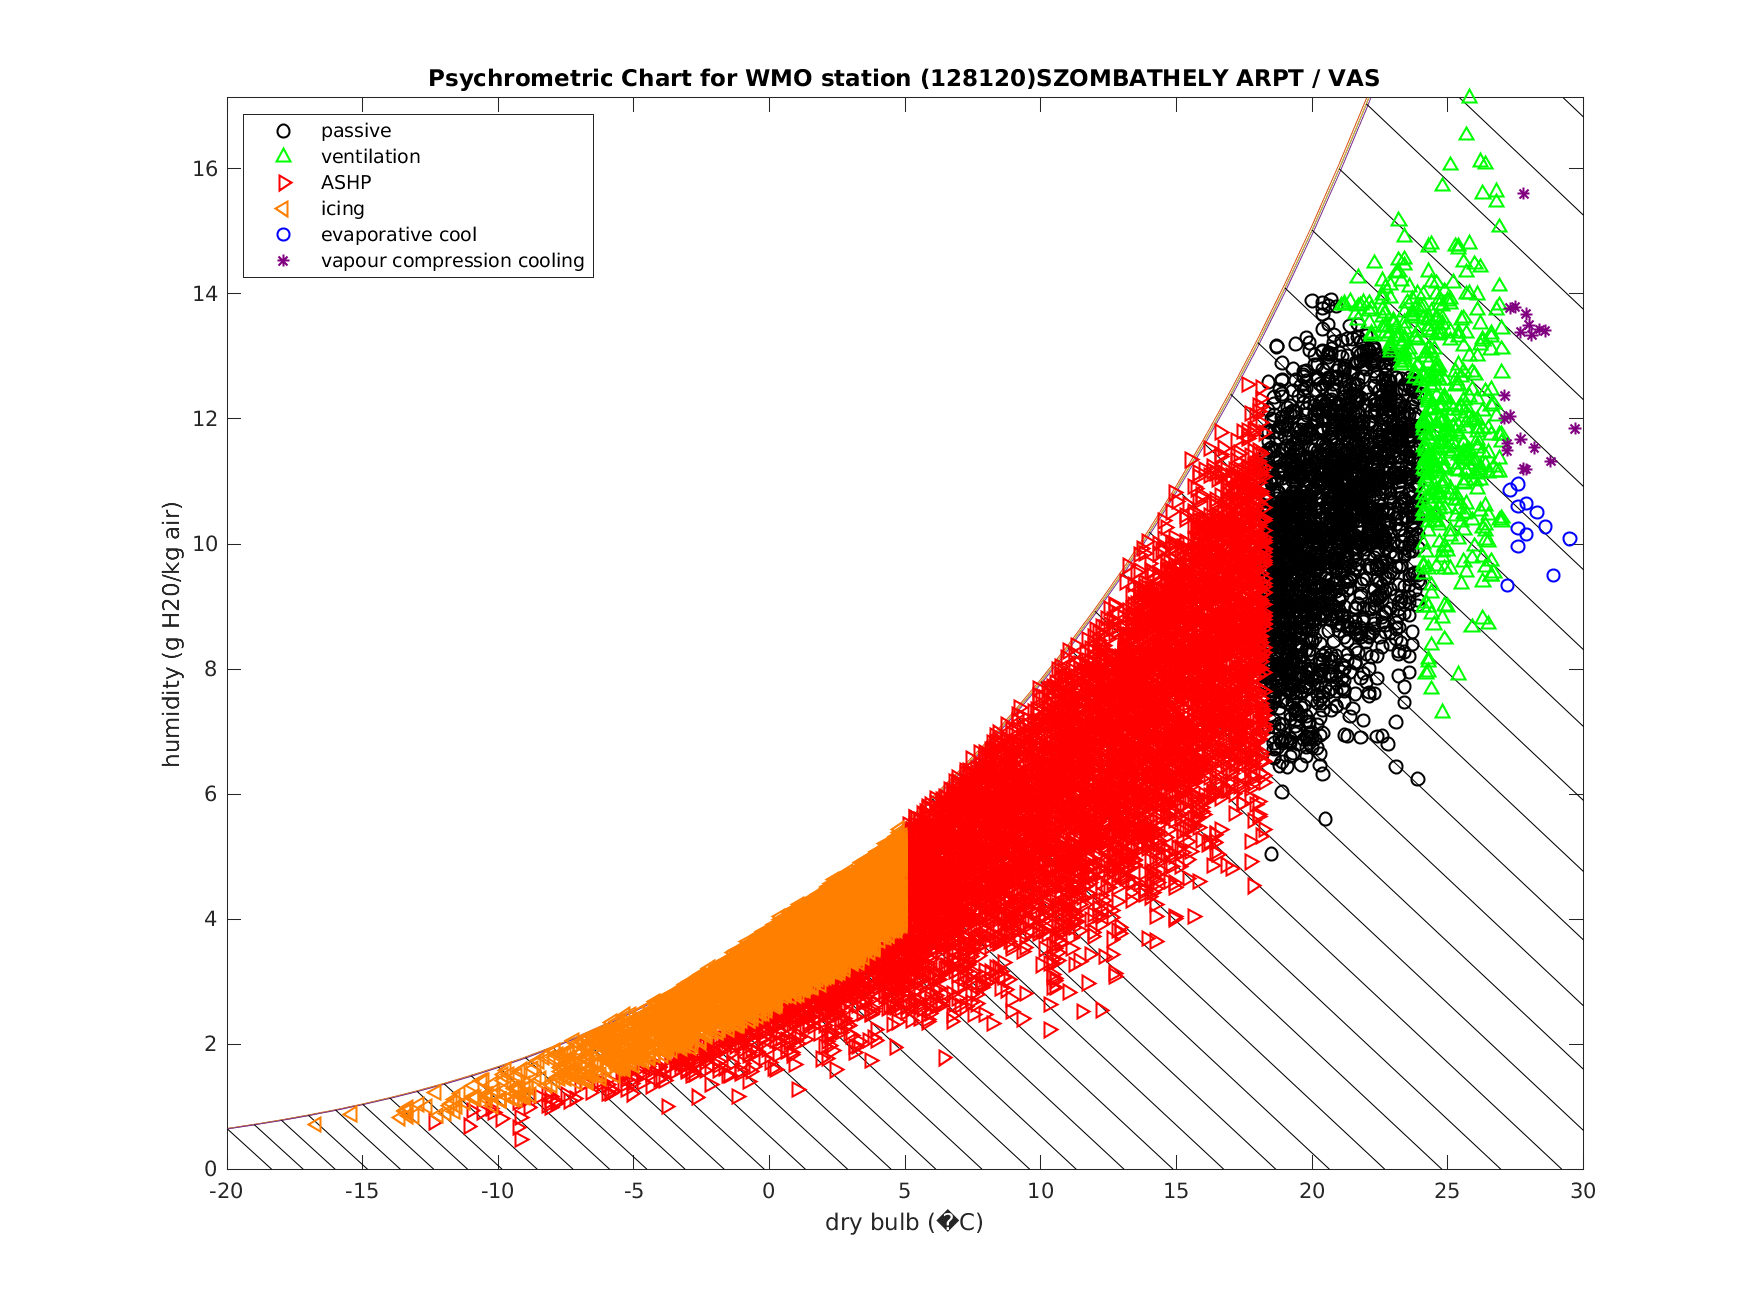 Psychrometric Chart for WMO station (128120)SZOMBATHELY ARPT / VAS
passive
ventilation
ASHP
icing
evaporative cool
vapour compression cooling
16
14
12
10
8
6
4
2
0
humidity (g H20/kg air)
-20 -15 -10 -5 0 5 10 15 20 25 30
dry bulb (�C)